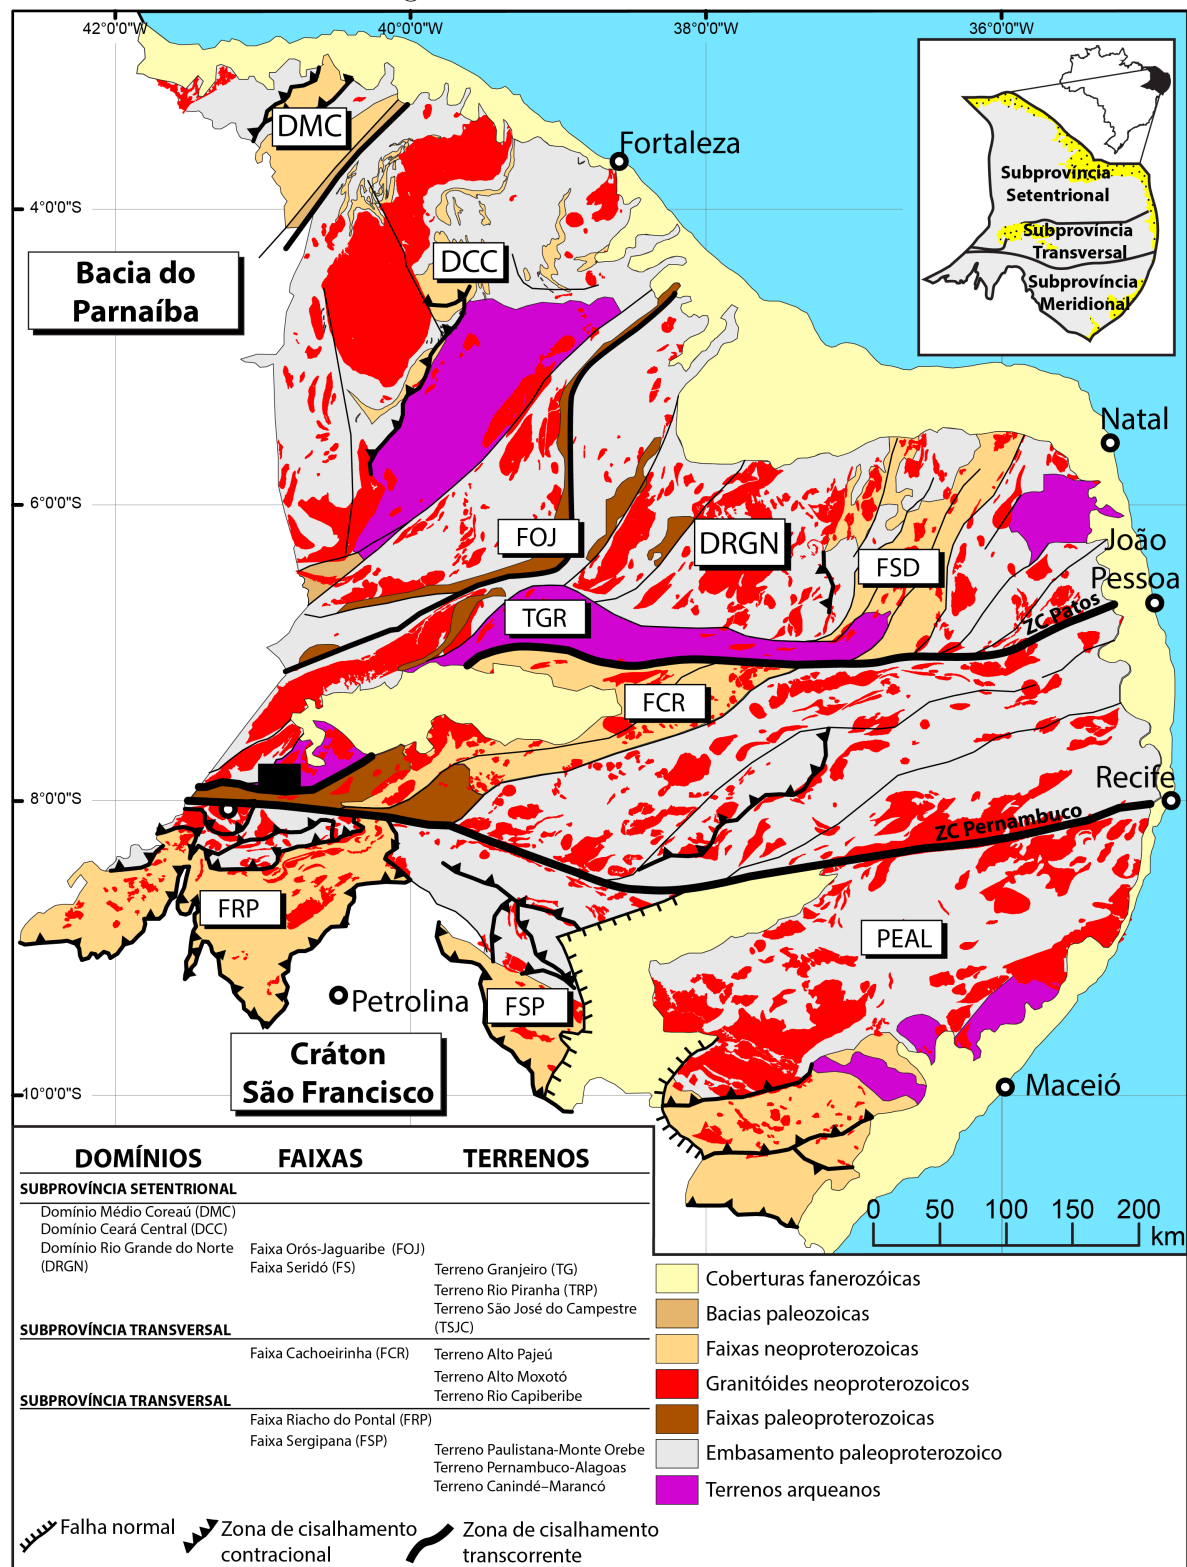 42°0'0"W
40°0'0"W
38°0'0"W
36°0'0"W
DMC
Fortaleza
Subprovíncia
Setentrional
4°0'0"S
Subprovíncia
Transversal
DCC
Bacia do
Parnaíba
Subprovíncia
Meridional
Natal
6°0'0"S
FOJ
DRGN
João
Pessoa
FSD
TGR
ZC Patos
FCR
Recife
8°0'0"S
ZC Pernambuco
FRP
PEAL
Petrolina
FSP
Cráton
São Francisco
Maceió
10°0'0"S
DOMÍNIOS FAIXAS TERRENOS
SUBPROVÍNCIA SETENTRIONAL
Domínio Médio Coreaú (DMC)
Domínio Ceará Central (DCC)
Domínio Rio Grande do Norte
(DRGN)
Faixa Orós-Jaguaribe (FOJ)
Faixa Seridó (FS)
Terreno Granjeiro (TG)
Terreno Rio Piranha (TRP)
Terreno São José do Campestre
(TSJC)
SUBPROVÍNCIA TRANSVERSAL
Faixa Cachoeirinha (FCR)
Terreno Alto Pajeú
Terreno Alto Moxotó
Terreno Rio Capiberibe
SUBPROVÍNCIA TRANSVERSAL
Faixa Riacho do Pontal (FRP)
Faixa Sergipana (FSP)
Terreno Paulistana-Monte Orebe
Terreno Pernambuco-Alagoas
Terreno Canindé–Marancó
0 50 100 150 200
km
Coberturas fanerozóicas
Bacias paleozoicas
Faixas neoproterozoicas
Granitóides neoproterozoicos
Faixas paleoproterozoicas
Embasamento paleoproterozoico
Terrenos arqueanos
Falha normal
Zona de cisalhamento
contracional
Zona de cisalhamento
transcorrente